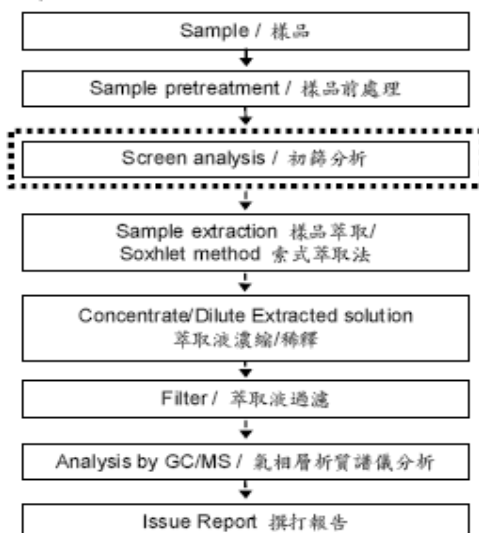 Sample / 樣品
Sample pretreatment / 樣品前處理
Screen analysis / 初篩分析
Sample extraction 樣品萃取/
Soxhlet method 索式萃取法
Concentrate/Dilute Extracted solution
萃取液濃縮/稀釋
Filter / 萃取液過濾
Analysis by GC/MS / 氣相層析質譜儀分析
Issue Report 撰打報告